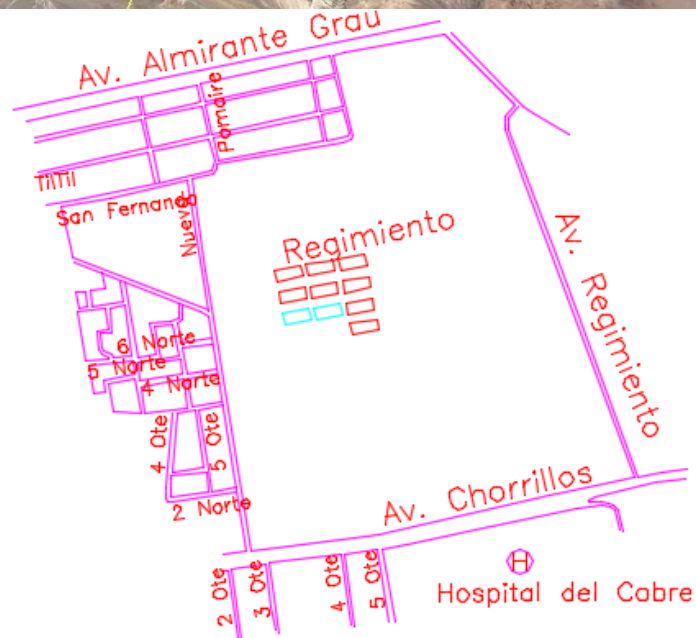 Av. Almirante Grau
Pomaire
TilTil
San Fernando
Nueva
Regimiento
Av. Regimiento
6 Norte
5 Norte
4 Norte
4 Ote
5 Ote
2 Norte
Av. Chorrillos
2 Ote
3 Ote
4 Ote
5 Ote
H
Hospital del Cobre